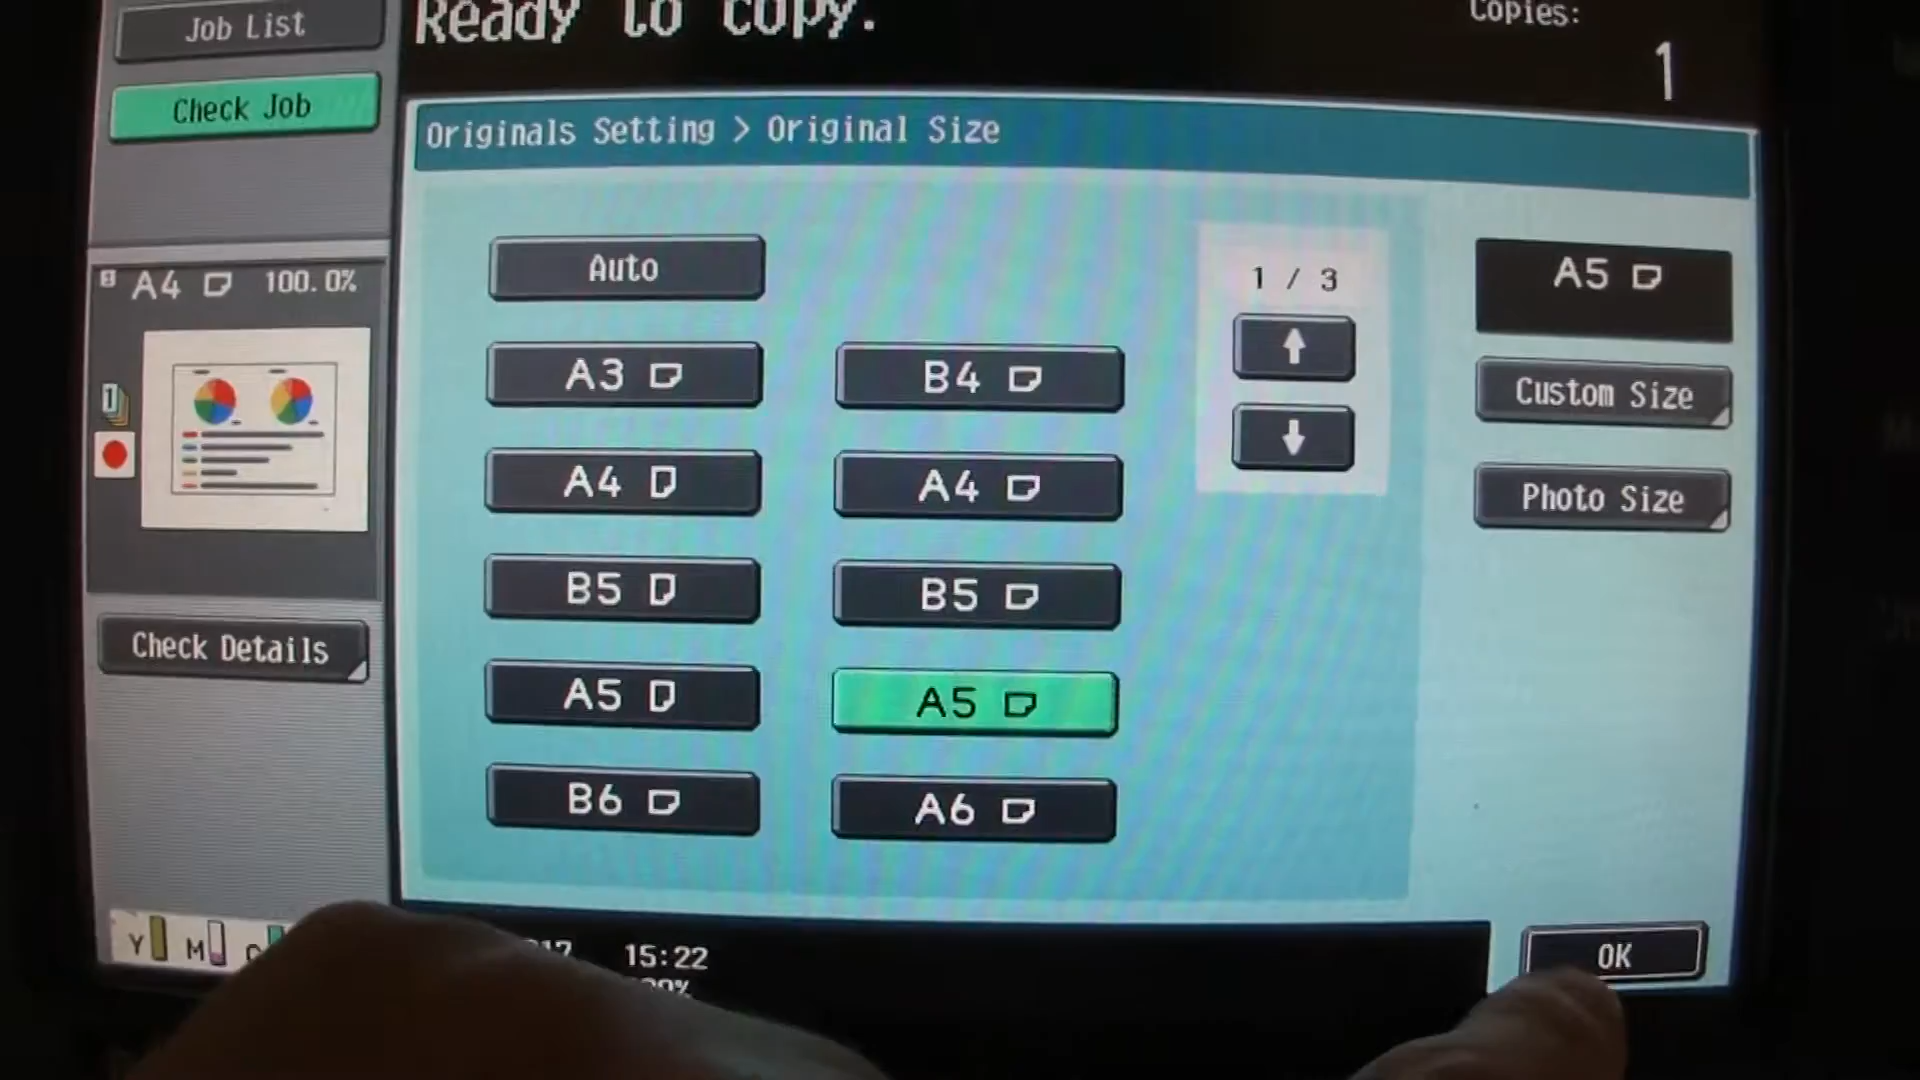 Job List
Ready to copy.
Copies:
1
Check Job
Originals Setting > Original Size
A4 100.0%
1
Auto
1 / 3
A5
A3
B4
Custom Size
A4
A4
Photo Size
B5
B5
Check Details
A5
A5
B6
A6
Y M
15:22
OK